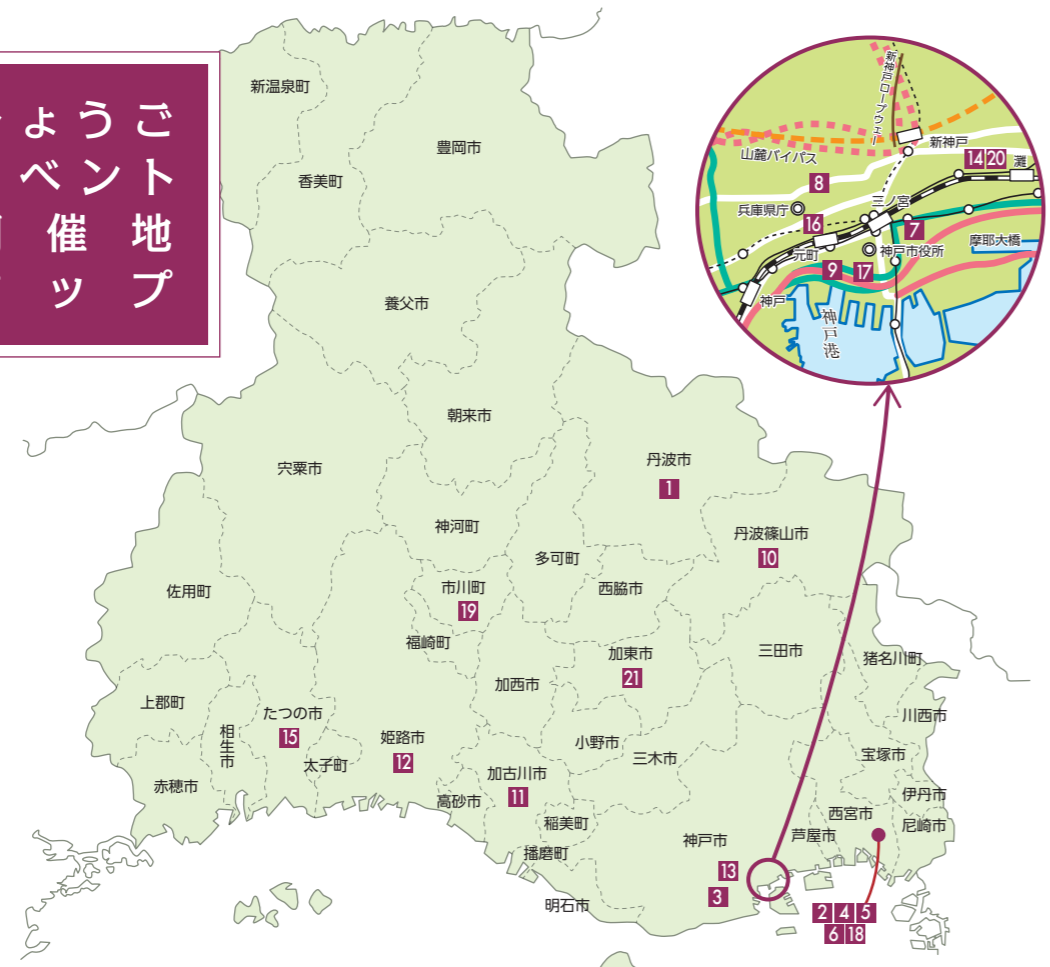 ょうご
ベント
催地
ップ
新温泉町
豊岡市
香美町
養父市
朝来市
宍粟市
丹波市
1
丹波篠山市
10
神河町
多可町
西脇市
市川町
19
佐用町
福崎町
加東市
21
三田市
猪名川町
加西市
上郡町
たつの市
15
相生市
姫路市
12
川西市
小野市
三木市
宝塚市
太子町
赤穂市
加古川市
11
高砂市
伊丹市
西宮市
尼崎市
稲美町
神戸市
芦屋市
播磨町
13
3
明石市
2 4 5
6 18
新神戸ロープウェー
新神戸
山麓バイパス
14 20 灘
8
兵庫県庁
三ノ宮
16
7
元町
神戸市役所
摩耶大橋
9 17
神戸
神戸港